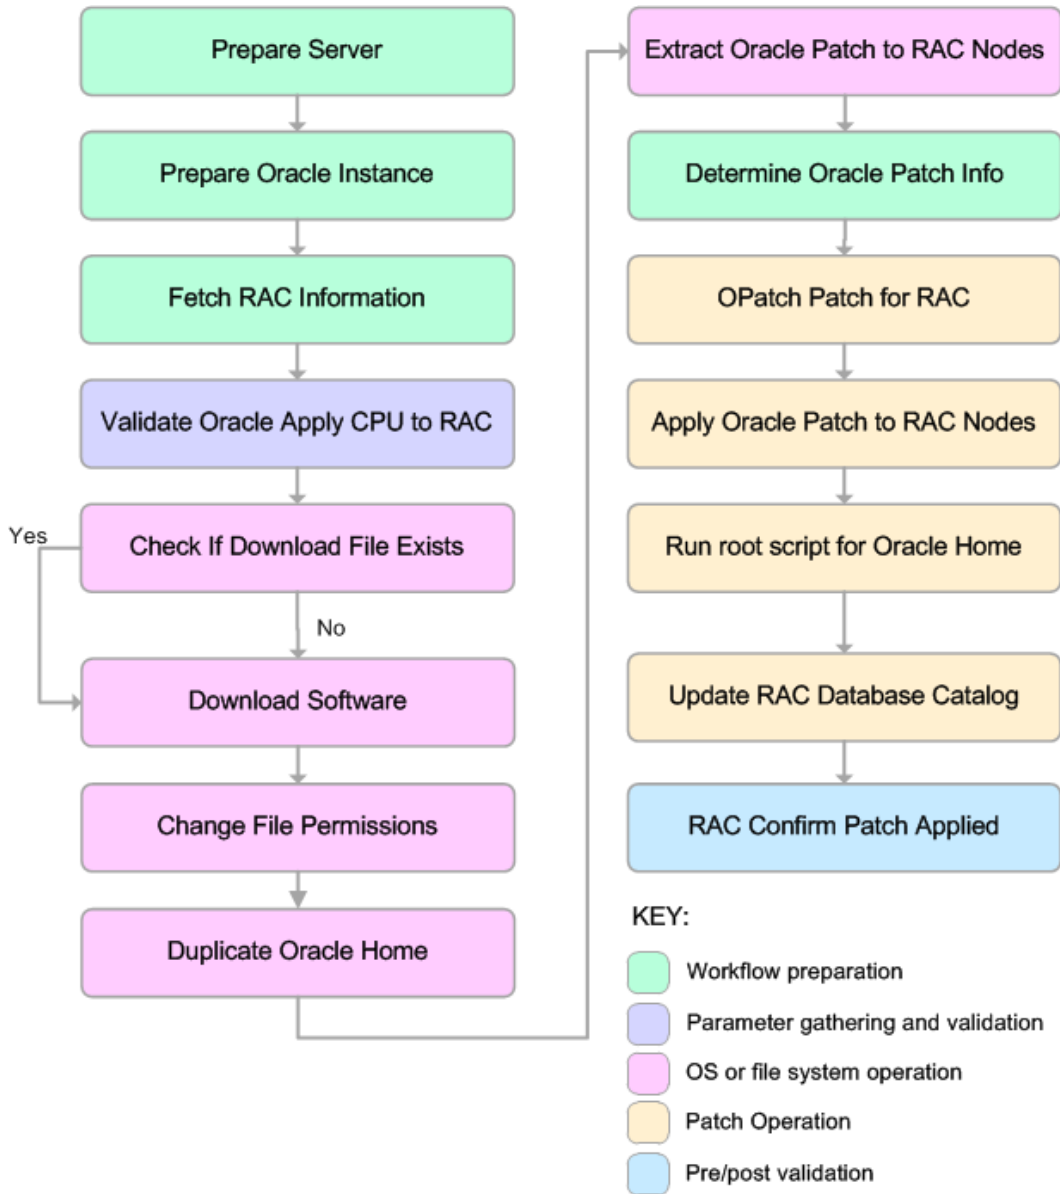 Prepare Server
Prepare Oracle Instance
Fetch RAC Information
Validate Oracle Apply CPU to RAC
Yes
Check If Download File Exists
No
Download Software
Change File Permissions
Duplicate Oracle Home
Extract Oracle Patch to RAC Nodes
Determine Oracle Patch Info
OPatch Patch for RAC
Apply Oracle Patch to RAC Nodes
Run root script for Oracle Home
Update RAC Database Catalog
RAC Confirm Patch Applied
KEY:
Workflow preparation
Parameter gathering and validation
OS or file system operation
Patch Operation
Pre/post validation